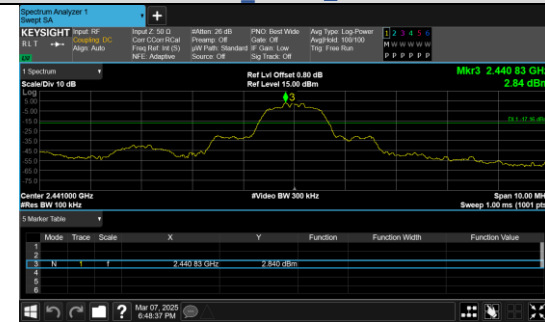 Spectrum Analyzer 1
Swept SA
+
KEYSIGHT Input: RF Input Z: 50 Ω #Atten: 26 dB PNO: Best Wide Avg Type: Log-Power 1 2 3 4 5 6
RLT Coupling: DC Corr CCorr RCal Preamp: Off Gate: Off Avg|Hold: 100/100 M W W W W W
Align: Auto Freq Ref: Int (S) µW Path: Standard IF Gain: Low Trig: Free Run
NFE: Adaptive Source: Off Sig Track: Off P P P P P P
1 Spectrum Ref Lvl Offset 0.80 dB Mkr3 2.440 83 GHz
Scale/Div 10 dB Ref Level 15.00 dBm 2.84 dBm
Log
5.00
3
-5.00
-15.0
DL1 -17.16 dBm
-25.0
-35.0
-45.0
-55.0
-65.0
-75.0
Center 2.441000 GHz #Video BW 300 kHz Span 10.00 MH
#Res BW 100 kHz Sweep 1.00 ms (1001 pts
5 Marker Table
Mode Trace Scale X Y Function Function Width Function Value
1
2
3 N 1 f 2.440 83 GHz 2.840 dBm
4
5
6
? Mar 07, 2025
6:48:37 PM